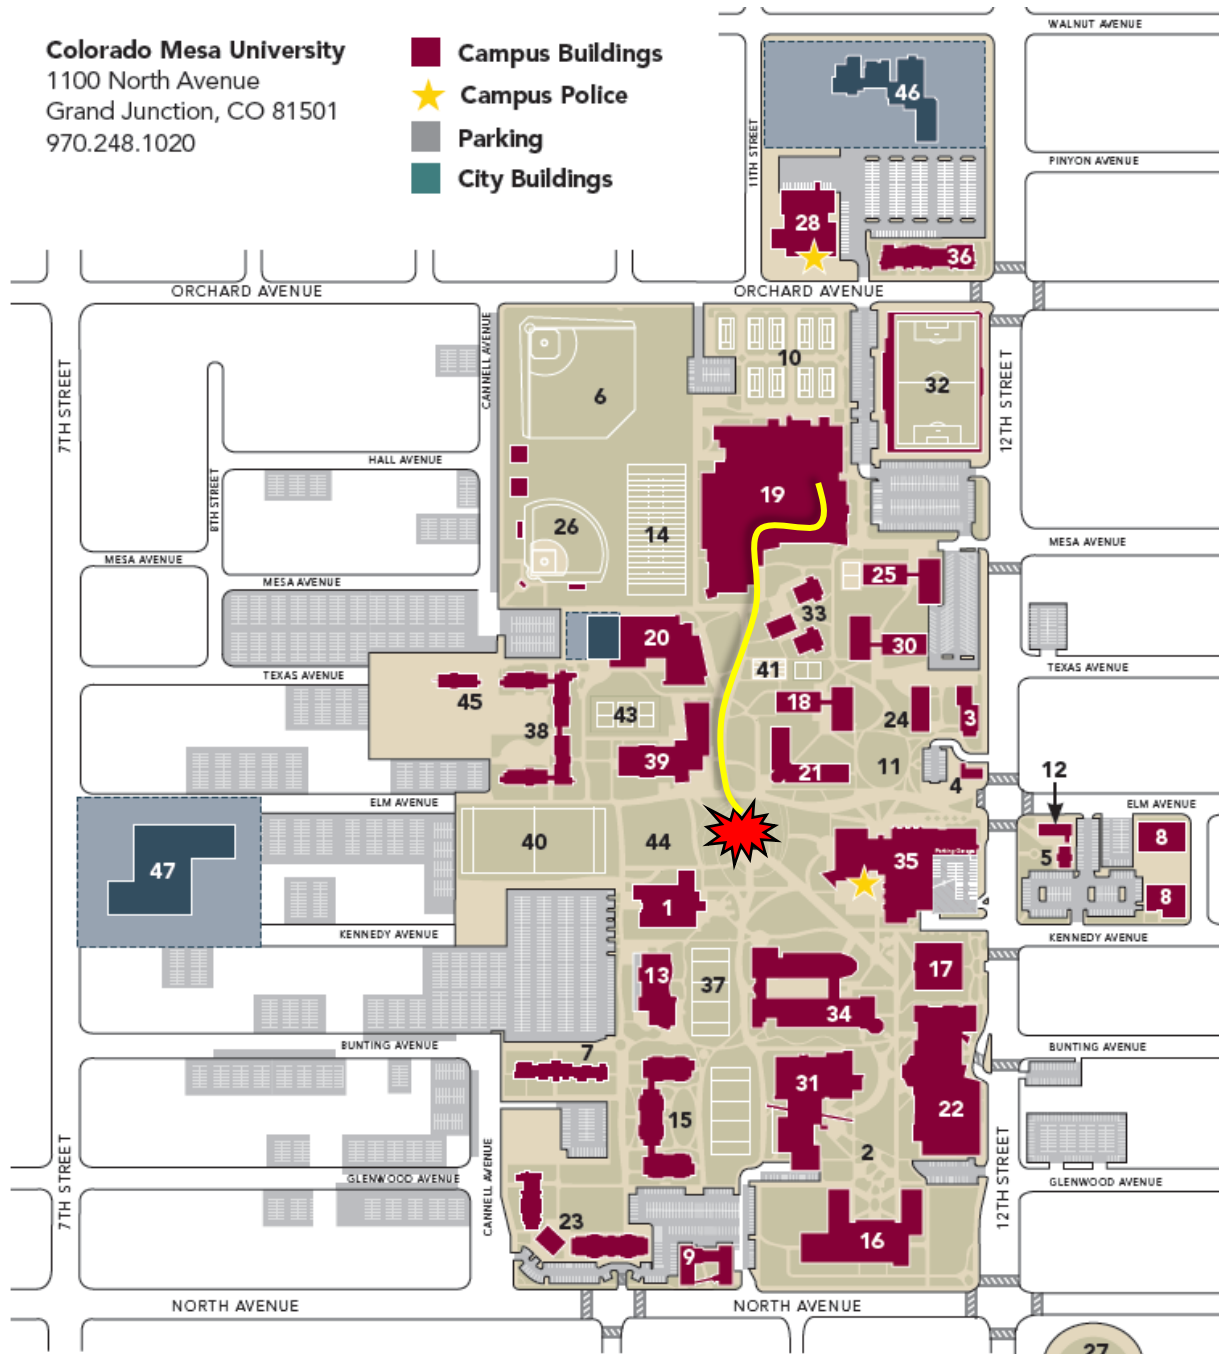 Colorado Mesa University
1100 North Avenue
Grand Junction, CO 81501
970.248.1020
Campus Buildings
Campus Police
Parking
City Buildings
WALNUT AVENUE
46
11TH STREET
PINYON AVENUE
28
36
ORCHARD AVENUE
ORCHARD AVENUE
CANNELL AVENUE
7TH STREET
12TH STREET
10
6
32
HALL AVENUE
8TH STREET
19
26
14
MESA AVENUE
MESA AVENUE
MESA AVENUE
25
33
20
30
TEXAS AVENUE
TEXAS AVENUE
41
45
18
43
24
3
38
39
21
11
12
4
ELM AVENUE
ELM AVENUE
40
44
8
47
Parking Garage
35
5
1
8
KENNEDY AVENUE
KENNEDY AVENUE
17
13
37
34
BUNTING AVENUE
BUNTING AVENUE
7
31
22
15
2
7TH STREET
CANNELL AVENUE
12TH STREET
GLENWOOD AVENUE
GLENWOOD AVENUE
23
16
9
NORTH AVENUE
NORTH AVENUE
27